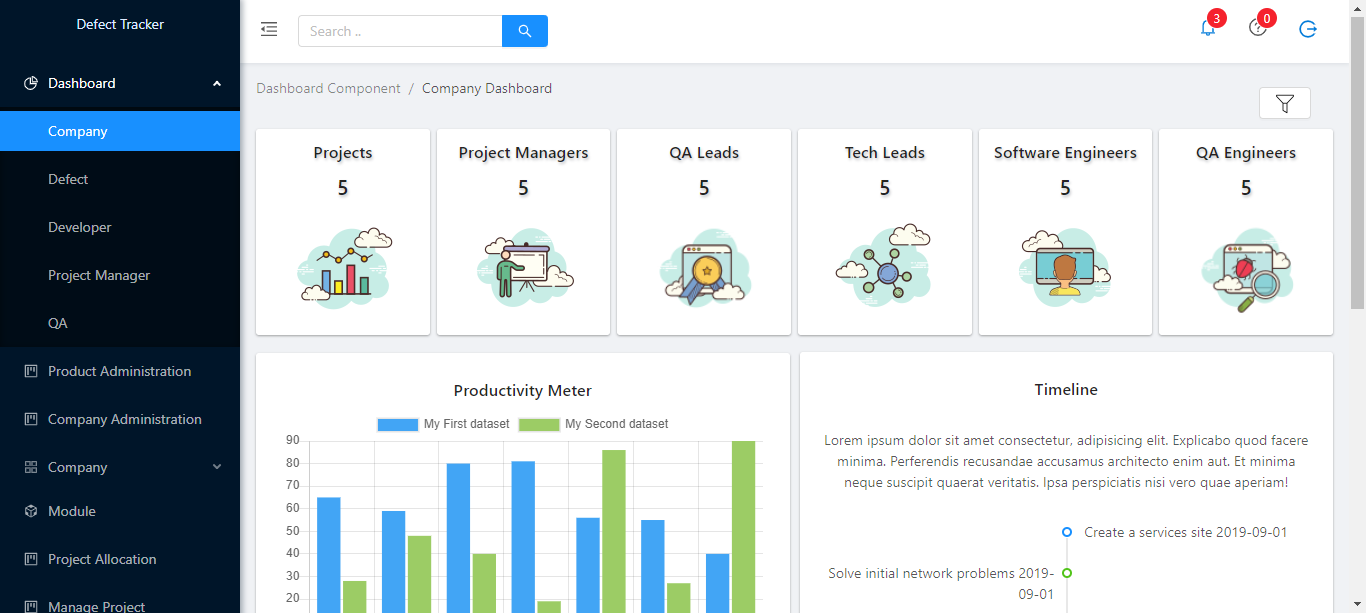 Defect Tracker
Dashboard
Company
Defect
Developer
Project Manager
QA
Product Administration
Company Administration
Company
Module
Project Allocation
Manage Project
Search ..
3
0
Dashboard Component / Company Dashboard
Projects
5
Project Managers
5
QA Leads
5
Tech Leads
5
Software Engineers
5
QA Engineers
5
Productivity Meter
My First dataset
My Second dataset
90
80
70
60
50
40
30
20
Timeline
Lorem ipsum dolor sit amet consectetur, adipisicing elit. Explicabo quod facere
minima. Perferendis recusandae accusamus architecto enim aut. Et minima
neque suscipit quaerat veritatis. Ipsa perspiciatis nisi vero quae aperiam!
Create a services site 2019-09-01
Solve initial network problems 2019-
09-01